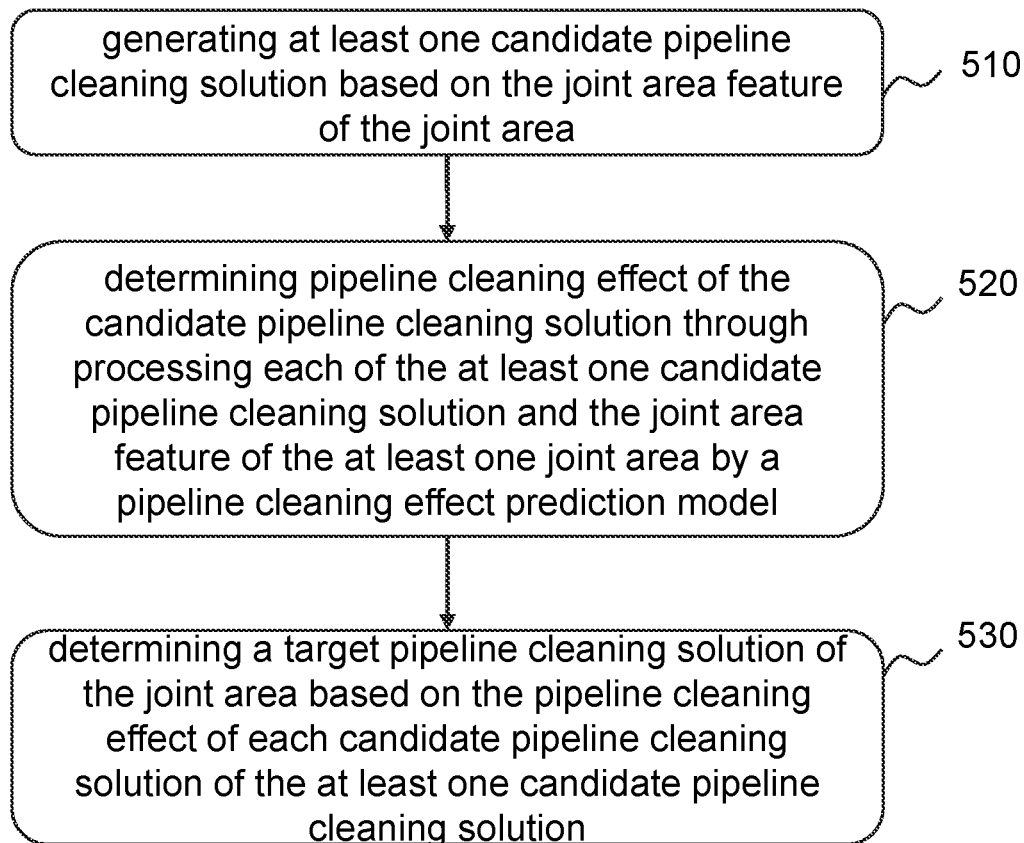 generating at least one candidate pipeline
cleaning solution based on the joint area feature
of the joint area
510
determining pipeline cleaning effect of the
candidate pipeline cleaning solution through
processing each of the at least one candidate
pipeline cleaning solution and the joint area
feature of the at least one joint area by a
pipeline cleaning effect prediction model
520
determining a target pipeline cleaning solution of
the joint area based on the pipeline cleaning
effect of each candidate pipeline cleaning
solution of the at least one candidate pipeline
cleaning solution
530